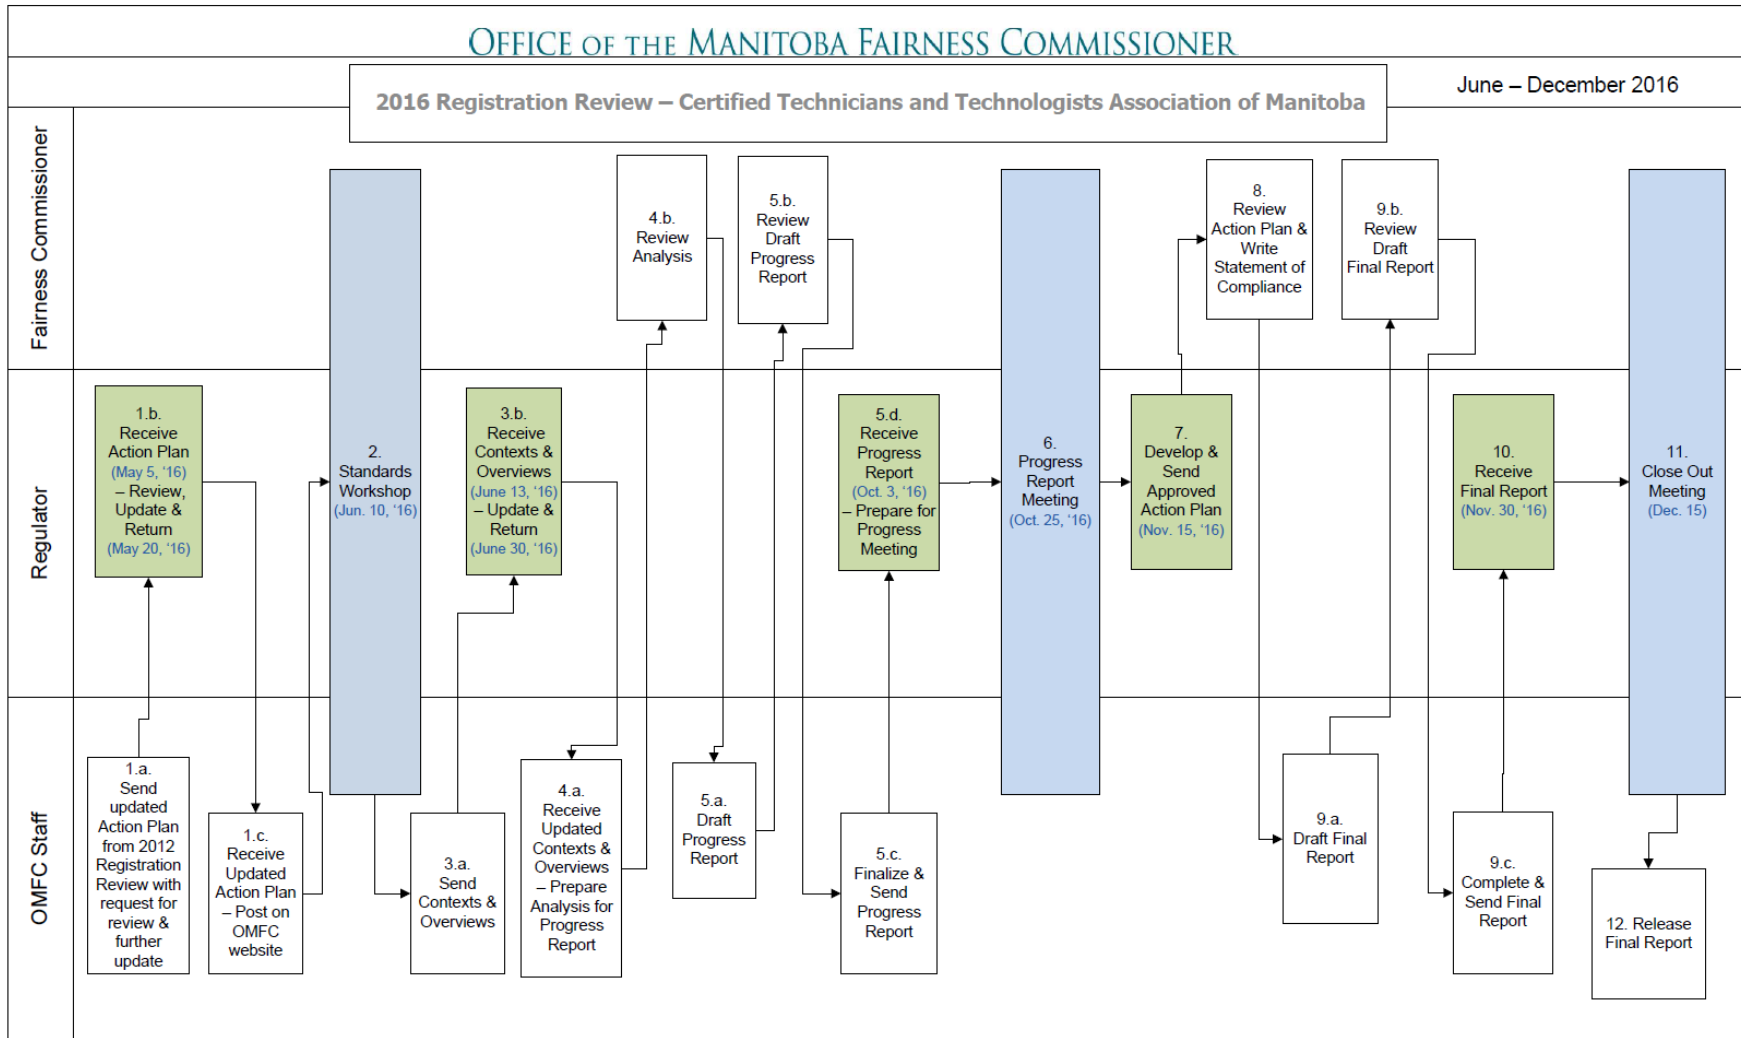 OFFICE OF THE MANITOBA FAIRNESS COMMISSIONER
June – December 2016
2016 Registration Review – Certified Technicians and Technologists Association of Manitoba
Fairness Commissioner
4.b.
Review
Analysis
5.b.
Review
Draft
Progress
Report
8.
Review
Action Plan &
Write
Statement of
Compliance
9.b.
Review
Draft
Final Report
Regulator
1.b.
Receive
Action Plan
(May 5, ‘16)
– Review,
Update &
Return
(May 20, ‘16)
2.
Standards
Workshop
(Jun. 10, ‘16)
3.b.
Receive
Contexts &
Overviews
(June 13, ‘16)
– Update &
Return
(June 30, ‘16)
5.d.
Receive
Progress
Report
(Oct. 3, ‘16)
– Prepare for
Progress
Meeting
6.
Progress
Report
Meeting
(Oct. 25, ‘16)
7.
Develop &
Send
Approved
Action Plan
(Nov. 15, ‘16)
10.
Receive
Final Report
(Nov. 30, ‘16)
11.
Close Out
Meeting
(Dec. 15)
OMFC Staff
1.a.
Send
updated
Action Plan
from 2012
Registration
Review with
request for
review &
further
update
1.c.
Receive
Updated
Action Plan
– Post on
OMFC
website
3.a.
Send
Contexts &
Overviews
4.a.
Receive
Updated
Contexts &
Overviews
– Prepare
Analysis for
Progress
Report
5.a.
Draft
Progress
Report
5.c.
Finalize &
Send
Progress
Report
9.a.
Draft Final
Report
9.c.
Complete &
Send Final
Report
12. Release
Final Report